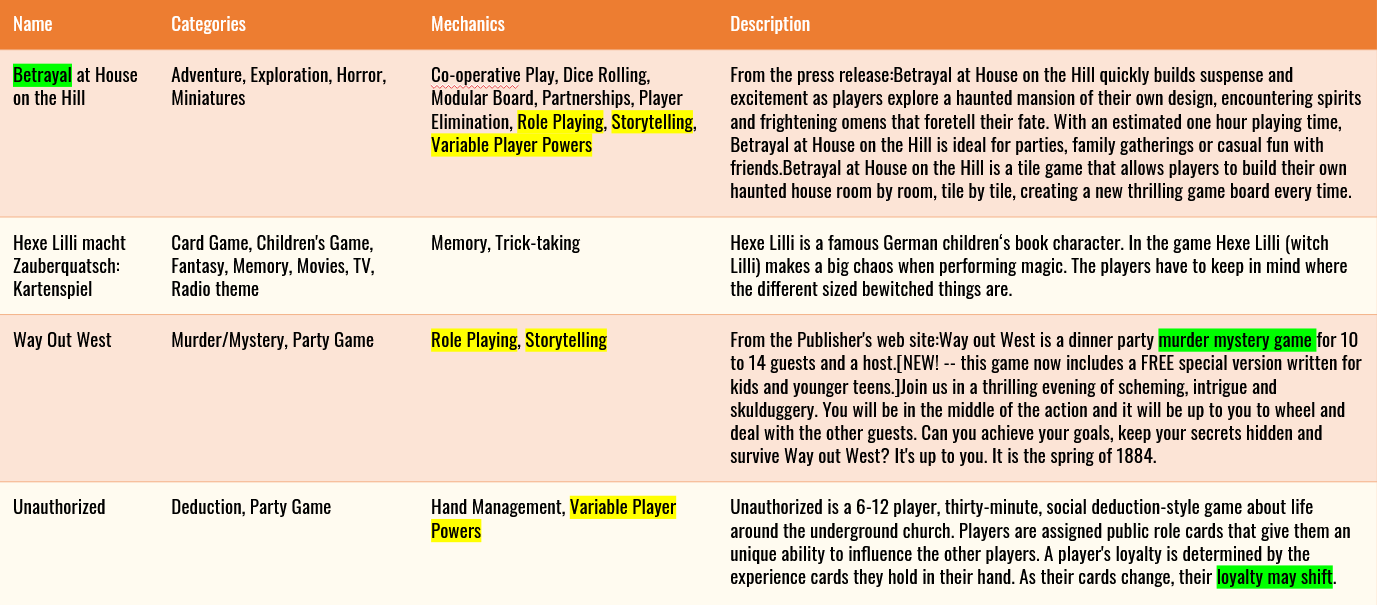 Name Categories Mechanics Description
Betrayal at House
on the Hill
Adventure, Exploration, Horror,
Miniatures
Co-operative Play, Dice Rolling,
Modular Board, Partnerships, Player
Elimination, Role Playing, Storytelling,
Variable Player Powers
From the press release:Betrayal at House on the Hill quickly builds suspense and
excitement as players explore a haunted mansion of their own design, encountering spirits
and frightening omens that foretell their fate. With an estimated one hour playing time,
Betrayal at House on the Hill is ideal for parties, family gatherings or casual fun with
friends.Betrayal at House on the Hill is a tile game that allows players to build their own
haunted house room by room, tile by tile, creating a new thrilling game board every time.
Hexe Lilli macht
Zauberquatsch:
Kartenspiel
Card Game, Children's Game,
Fantasy, Memory, Movies, TV,
Radio theme
Memory, Trick-taking
Hexe Lilli is a famous German children‘s book character. In the game Hexe Lilli (witch
Lilli) makes a big chaos when performing magic. The players have to keep in mind where
the different sized bewitched things are.
Way Out West
Murder/Mystery, Party Game
Role Playing, Storytelling
From the Publisher's web site:Way out West is a dinner party murder mystery game for 10
to 14 guests and a host.[NEW! -- this game now includes a FREE special version written for
kids and younger teens.]Join us in a thrilling evening of scheming, intrigue and
skulduggery. You will be in the middle of the action and it will be up to you to wheel and
deal with the other guests. Can you achieve your goals, keep your secrets hidden and
survive Way out West? It's up to you. It is the spring of 1884.
Unauthorized
Deduction, Party Game
Hand Management, Variable Player
Powers
Unauthorized is a 6-12 player, thirty-minute, social deduction-style game about life
around the underground church. Players are assigned public role cards that give them an
unique ability to influence the other players. A player's loyalty is determined by the
experience cards they hold in their hand. As their cards change, their loyalty may shift.